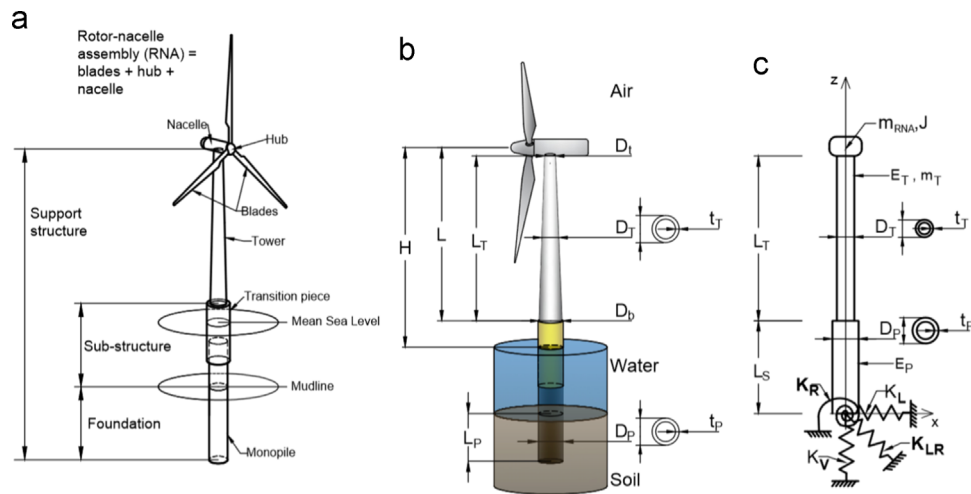 a
Rotor-nacelle
assembly (RNA) =
blades + hub +
nacelle
Nacelle
Hub
Blades
Support
structure
Tower
Transition piece
Mean Sea Level
Sub-structure
Mudline
Foundation
Monopile
b
Air
D_t
H
L
L_T
D_T
t_T
D_b
Water
L_P
D_P
t_P
Soil
c
z
m_RNA,J
E_T , m_T
L_T
D_T
t_T
D_P
t_P
L_S
E_P
K_R
K_L
x
K_V
K_LR